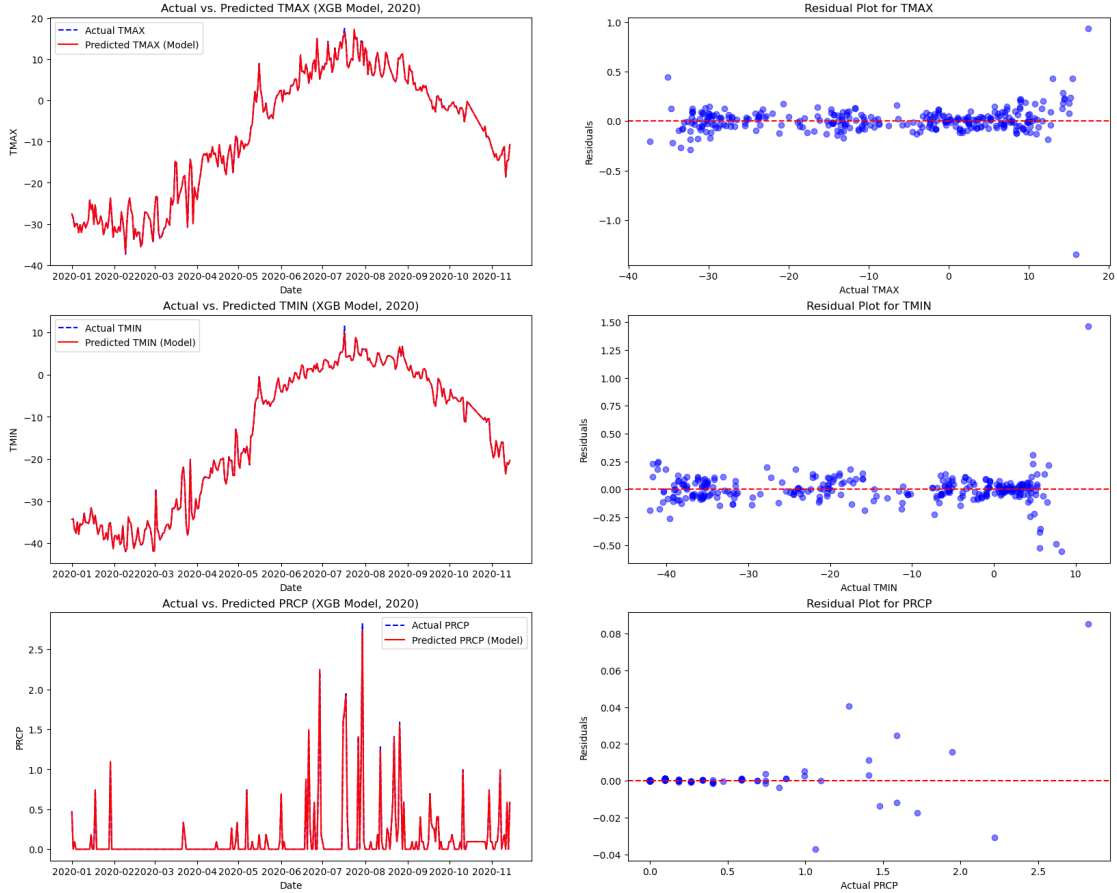 Actual vs. Predicted TMAX (XGB Model, 2020)
Actual TMAX
Predicted TMAX (Model)
TMAX
20
10
0
−10
−20
−30
−40
2020-01 2020-02 2020-03 2020-04 2020-05 2020-06 2020-07 2020-08 2020-09 2020-10 2020-11
Date
Residual Plot for TMAX
Residuals
1.0
0.5
0.0
−0.5
−1.0
−40 −30 −20 −10 0 10 20
Actual TMAX
Actual vs. Predicted TMIN (XGB Model, 2020)
Actual TMIN
Predicted TMIN (Model)
TMIN
10
0
−10
−20
−30
−40
2020-01 2020-02 2020-03 2020-04 2020-05 2020-06 2020-07 2020-08 2020-09 2020-10 2020-11
Date
Residual Plot for TMIN
Residuals
1.50
1.25
1.00
0.75
0.50
0.25
0.00
−0.25
−0.50
−40 −30 −20 −10 0 10
Actual TMIN
Actual vs. Predicted PRCP (XGB Model, 2020)
Actual PRCP
Predicted PRCP (Model)
PRCP
2.5
2.0
1.5
1.0
0.5
0.0
2020-01 2020-02 2020-03 2020-04 2020-05 2020-06 2020-07 2020-08 2020-09 2020-10 2020-11
Date
Residual Plot for PRCP
Residuals
0.08
0.06
0.04
0.02
0.00
−0.02
−0.04
0.0 0.5 1.0 1.5 2.0 2.5
Actual PRCP